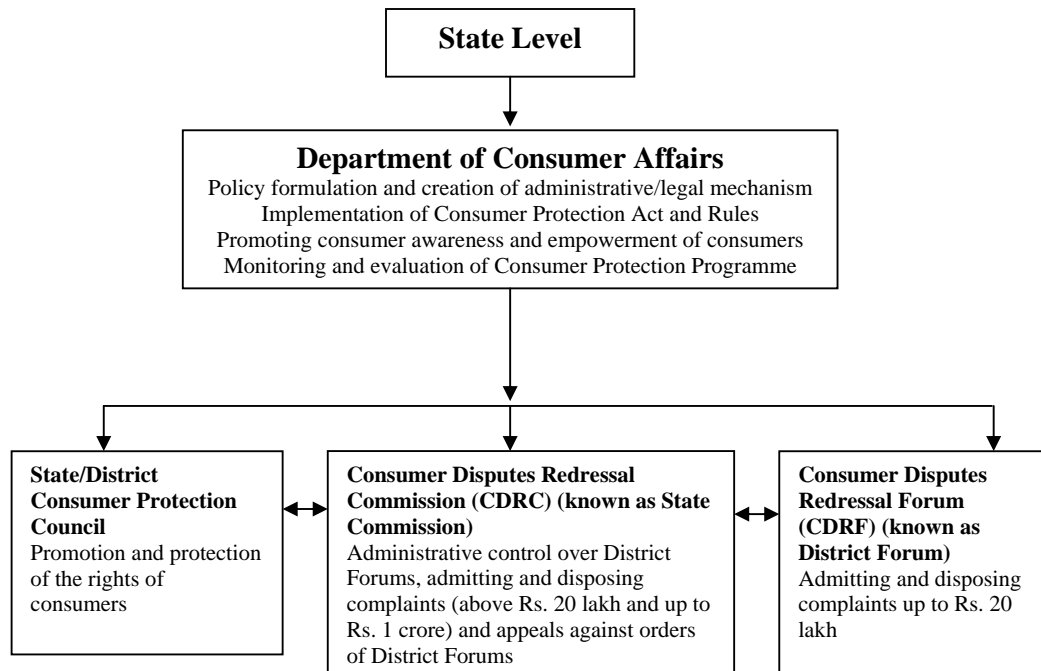 State Level
Department of Consumer Affairs
Policy formulation and creation of administrative/legal mechanism
Implementation of Consumer Protection Act and Rules
Promoting consumer awareness and empowerment of consumers
Monitoring and evaluation of Consumer Protection Programme
State/District
Consumer Protection
Council
Promotion and protection
of the rights of
consumers
Consumer Disputes Redressal
Commission (CDRC) (known as State
Commission)
Administrative control over District
Forums, admitting and disposing
complaints (above Rs. 20 lakh and up to
Rs. 1 crore) and appeals against orders
of District Forums
Consumer Disputes
Redressal Forum
(CDRF) (known as
District Forum)
Admitting and disposing
complaints up to Rs. 20
lakh